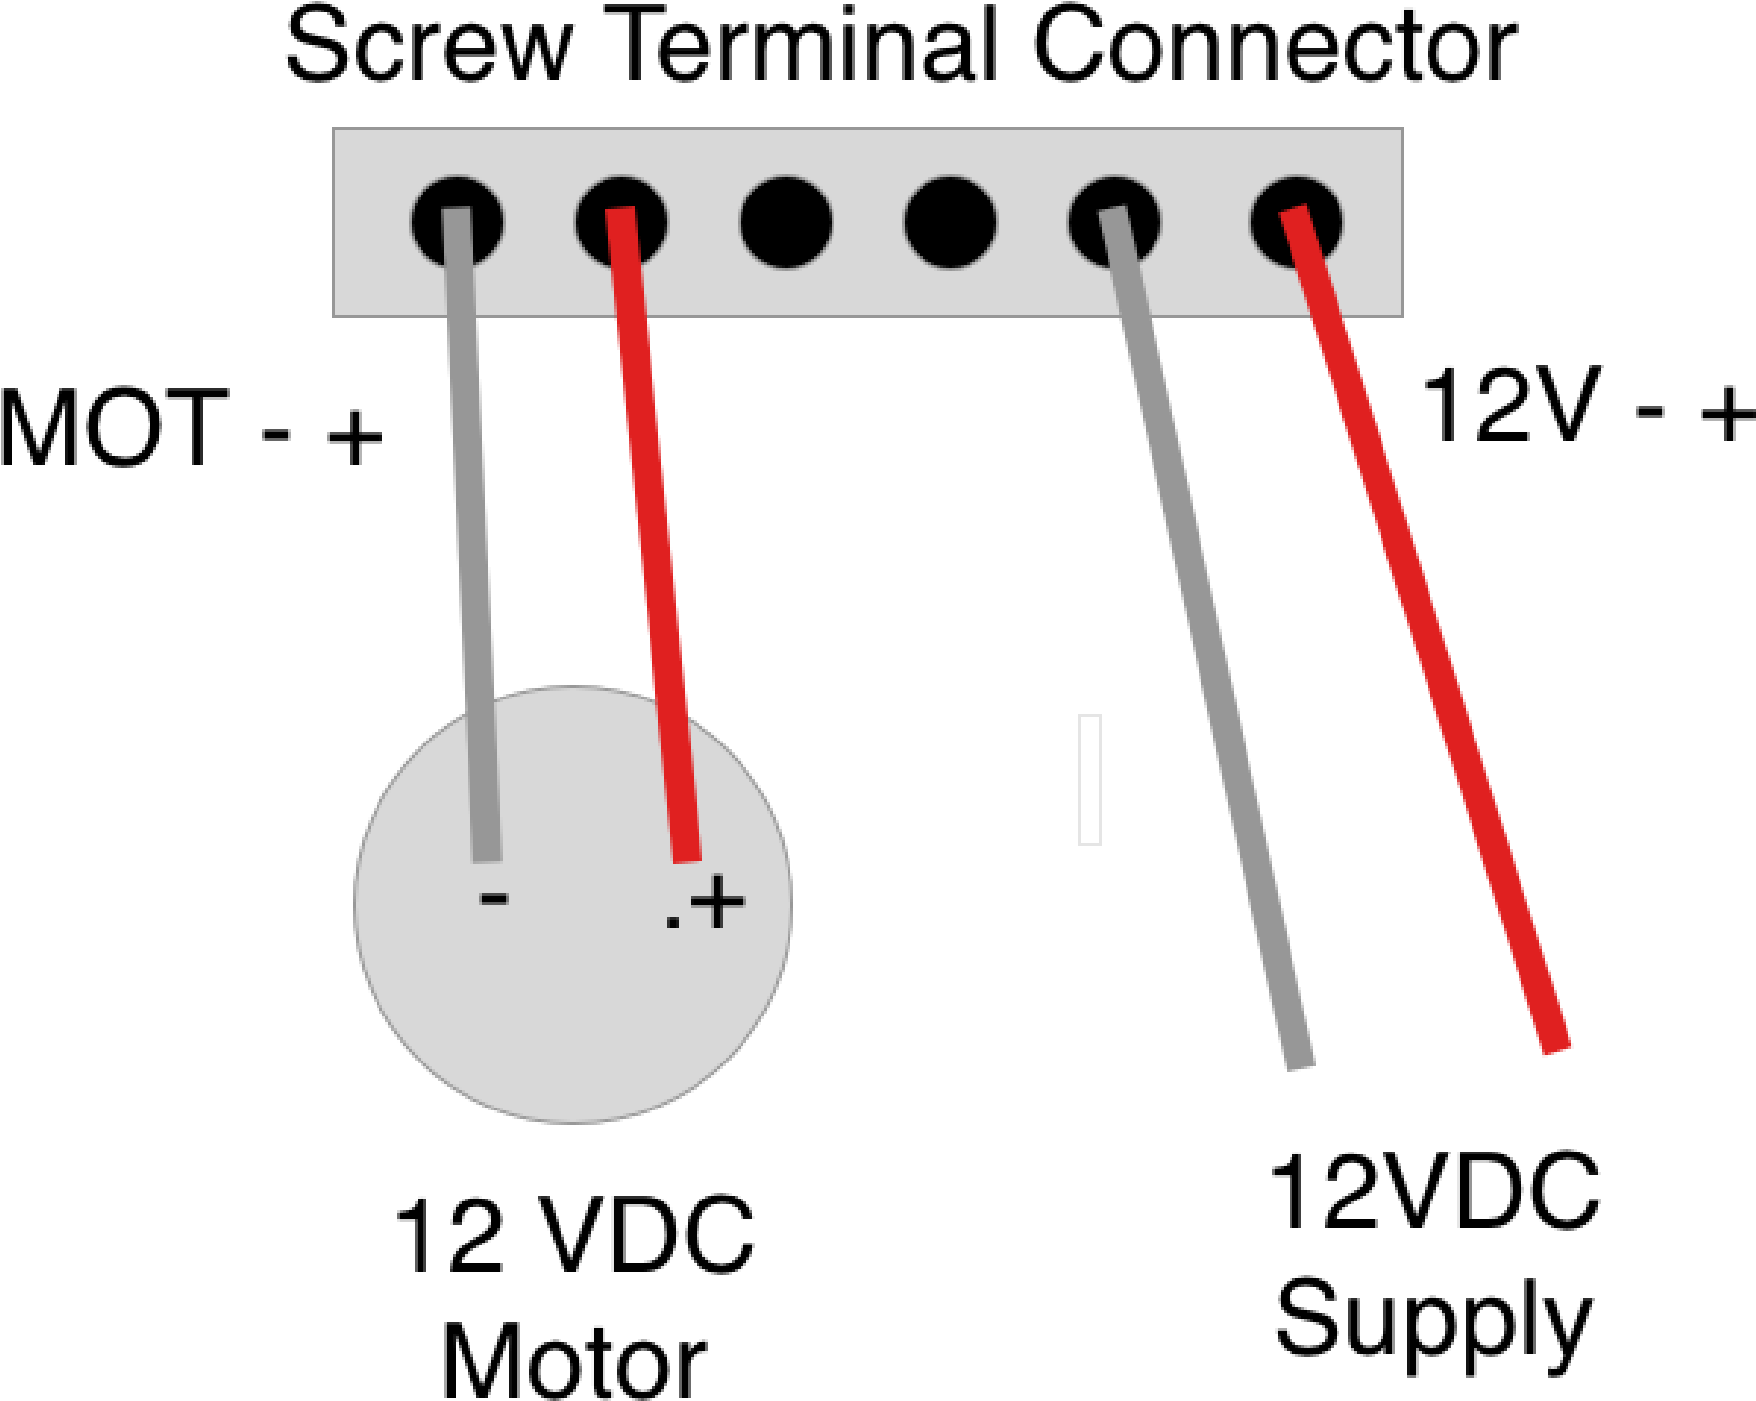 Screw Terminal Connector
MOT - +
12V - +
- .+
12 VDC
Motor
12VDC
Supply